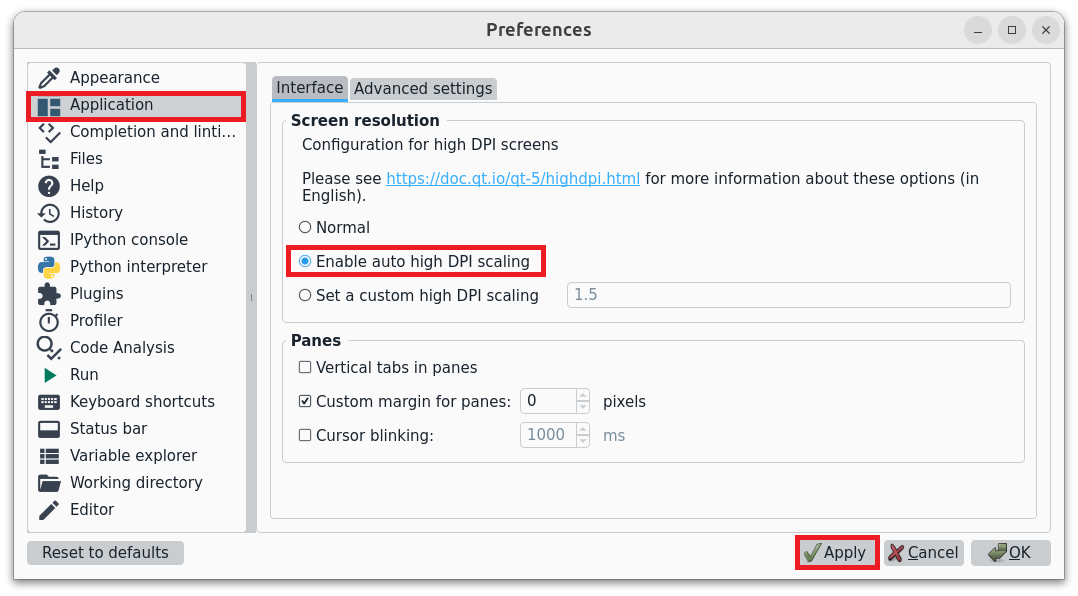 Preferences
Appearance
Application
Completion and linti...
Files
Help
History
IPython console
Python interpreter
Plugins
Profiler
Code Analysis
Run
Keyboard shortcuts
Status bar
Variable explorer
Working directory
Editor
Interface Advanced settings
Screen resolution
Configuration for high DPI screens
Please see https://doc.qt.io/qt-5/highdpi.html for more information about these options (in
English).
Normal
Enable auto high DPI scaling
Set a custom high DPI scaling 1.5
Panes
Vertical tabs in panes
Custom margin for panes: 0 pixels
Cursor blinking: 1000 ms
Reset to defaults Apply Cancel OK